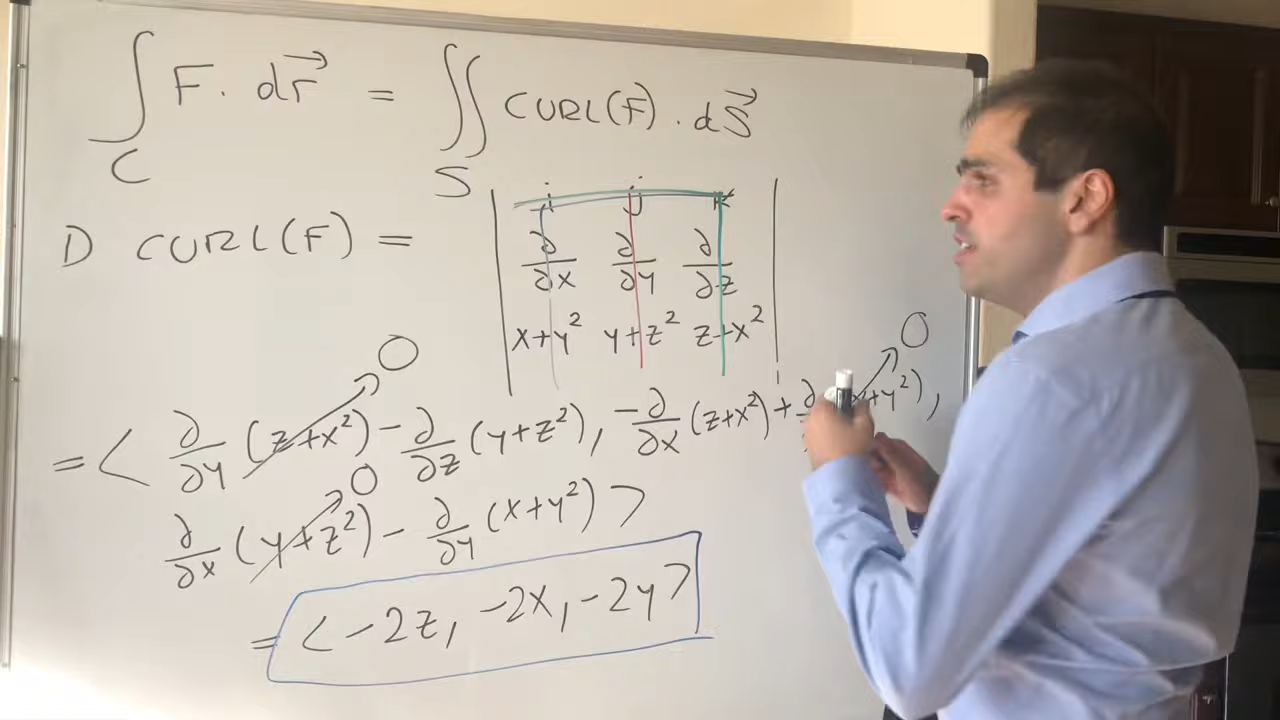 ∫_C F · dr⃗ = ∬_S CURL(F) · dS⃗
D CURL(F) =
| i j k |
| ∂/∂x ∂/∂y ∂/∂z |
| x+y² y+z² z+x² |
0 0
= < ∂/∂y (z+x²) - ∂/∂z (y+z²), -∂/∂x (z+x²) + ∂ +y²),
0
∂/∂x (y+z²) - ∂/∂y (x+y²) >
= < -2z, -2x, -2y >